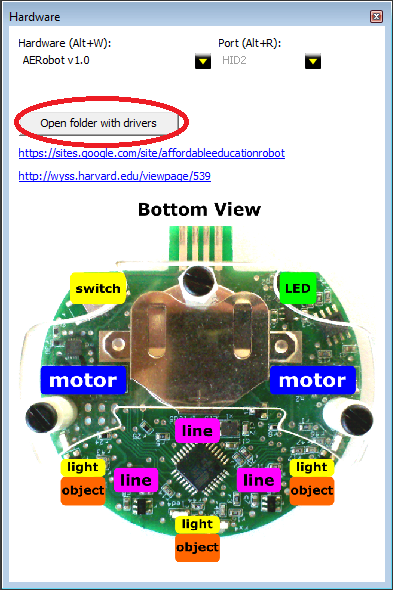 Hardware
Hardware (Alt+W): Port (Alt+R):
AERobot v1.0 HID2
Open folder with drivers
https://sites.google.com/site/affordableeducationrobot
http://wyss.harvard.edu/viewpage/539
Bottom View
switch LED
motor motor
line
light light
line line
object object
light
object